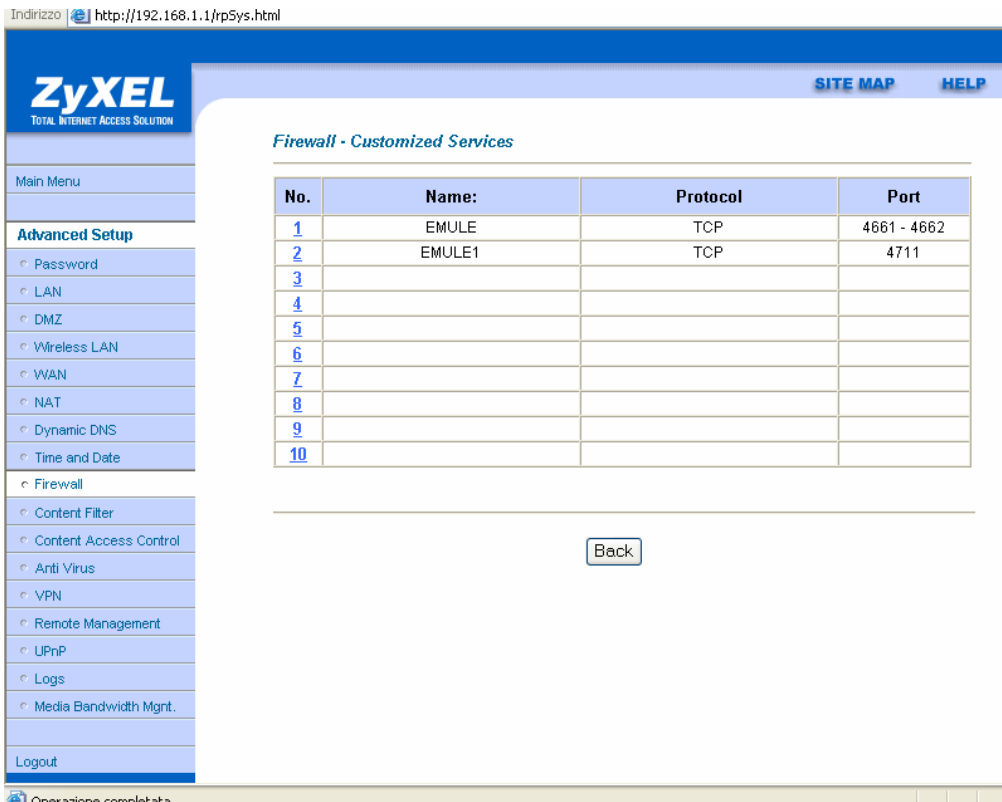 Indirizzo http://192.168.1.1/rpSys.html
ZyXEL
TOTAL INTERNET ACCESS SOLUTION
SITE MAP HELP
Main Menu
Advanced Setup
Password
LAN
DMZ
Wireless LAN
WAN
NAT
Dynamic DNS
Time and Date
Firewall
Content Filter
Content Access Control
Anti Virus
VPN
Remote Management
UPnP
Logs
Media Bandwidth Mgnt.
Logout
Firewall - Customized Services
No. Name: Protocol Port
1 EMULE TCP 4661 - 4662
2 EMULE1 TCP 4711
3
4
5
6
7
8
9
10
Back
Operazione completata